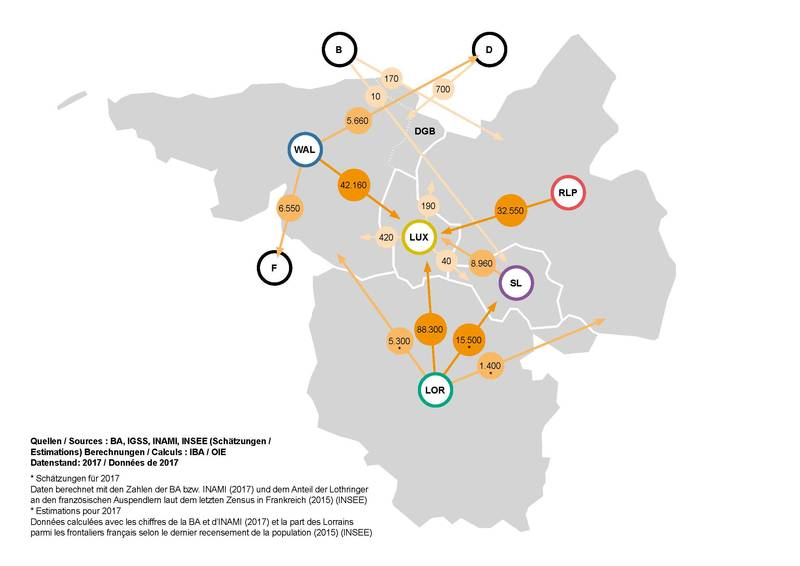 B
D
170
10
700
5.660
DGB
WAL
42.160
RLP
190
32.550
6.550
420
LUX
40
8.960
F
SL
88.300
5.300
*
15.500
*
1.400
*
LOR
Quellen / Sources : BA, IGSS, INAMI, INSEE (Schätzungen /
Estimations) Berechnungen / Calculs : IBA / OIE
Datenstand: 2017 / Données de 2017
* Schätzungen für 2017
Daten berechnet mit den Zahlen der BA bzw. INAMI (2017) und dem Anteil der Lothringer
an den französischen Auspendlern laut dem letzten Zensus in Frankreich (2015) (INSEE)
* Estimations pour 2017
Données calculées avec les chiffres de la BA et d'INAMI (2017) et la part des Lorrains
parmi les frontaliers français selon le dernier recensement de la population (2015) (INSEE)